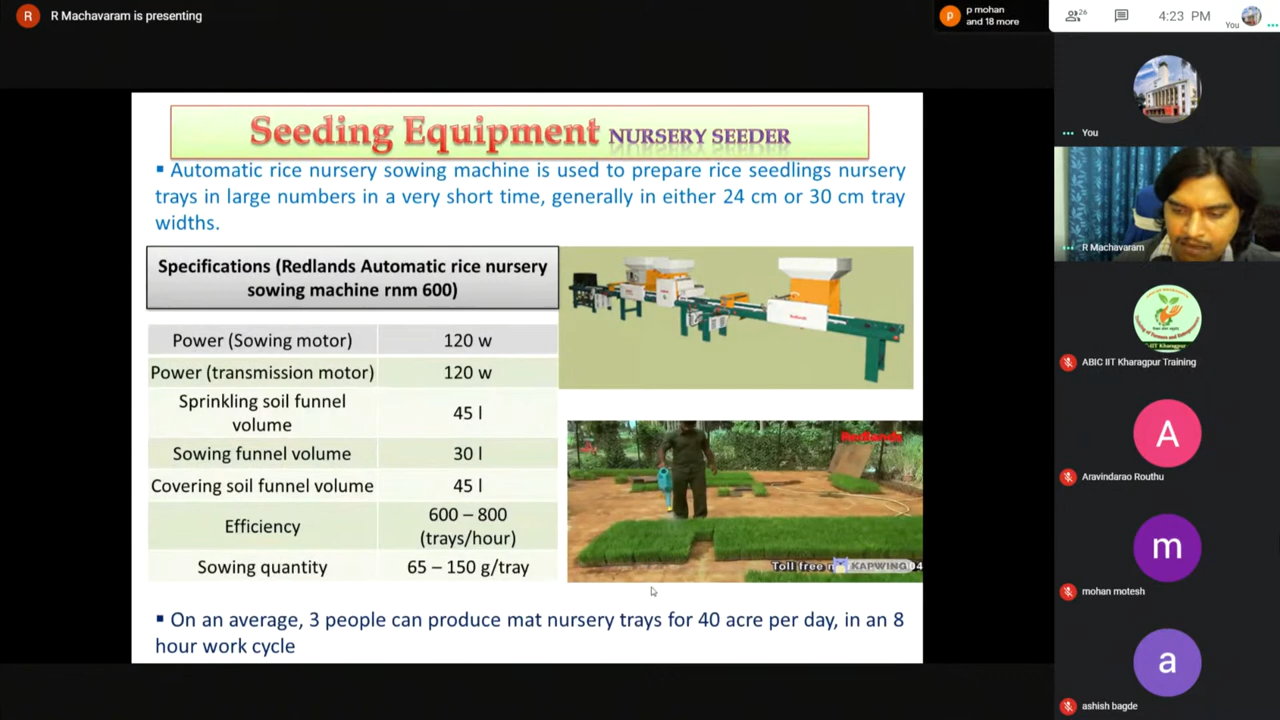 R
R Machavaram is presenting
p
p mohan
and 18 more
26
4:23 PM
You
Seeding Equipment NURSERY SEEDER
▪ Automatic rice nursery sowing machine is used to prepare rice seedlings nursery
trays in large numbers in a very short time, generally in either 24 cm or 30 cm tray
widths.
Specifications (Redlands Automatic rice nursery
sowing machine rnm 600)
Power (Sowing motor) 120 w
Power (transmission motor) 120 w
Sprinkling soil funnel
volume 45 l
Sowing funnel volume 30 l
Covering soil funnel volume 45 l
Efficiency 600 – 800
(trays/hour)
Sowing quantity 65 – 150 g/tray
Redlands
Redlands
Toll free
KAPWING
▪ On an average, 3 people can produce mat nursery trays for 40 acre per day, in an 8
hour work cycle
You
R Machavaram
ABIC IIT Kharagpur Training
A
Aravindarao Routhu
m
mohan motesh
a
ashish bagde